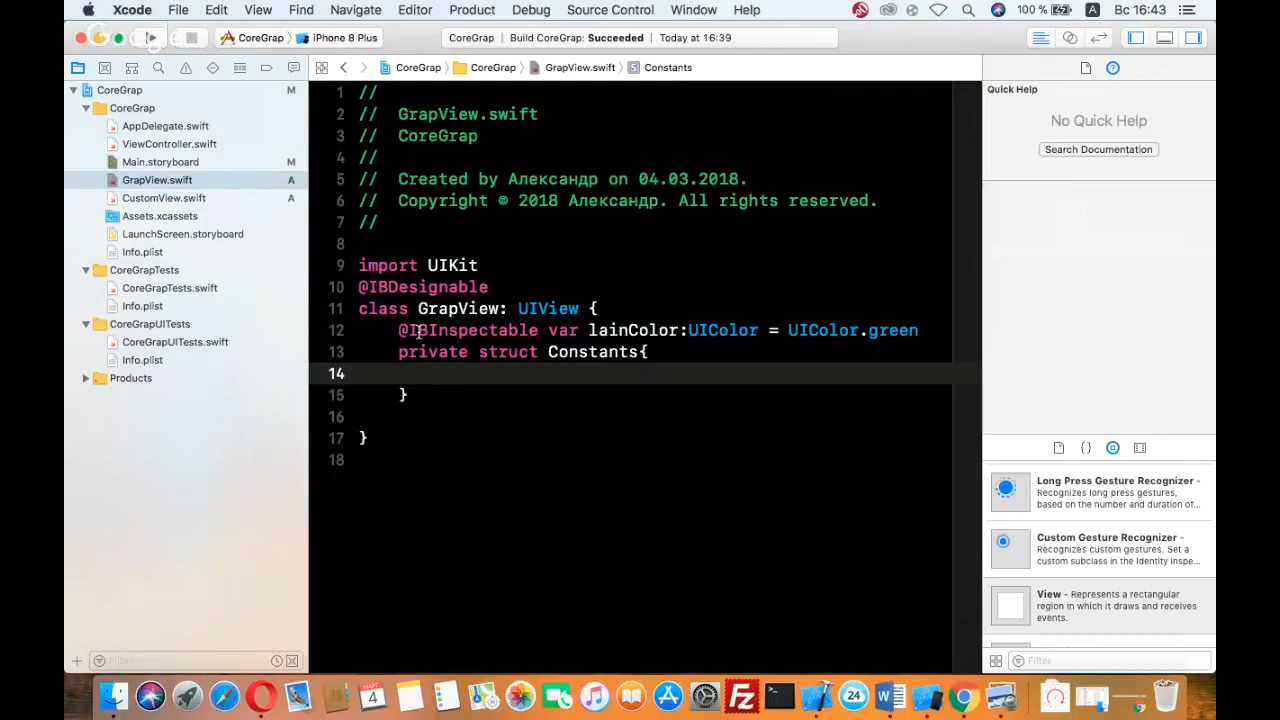 Xcode File Edit View Find Navigate Editor Product Debug Source Control Window Help 100 % A Вс 16:43
CoreGrap iPhone 8 Plus CoreGrap Build CoreGrap: Succeeded Today at 16:39
CoreGrap CoreGrap GrapView.swift S Constants
CoreGrap M
CoreGrap
AppDelegate.swift
ViewController.swift
Main.storyboard M
GrapView.swift A
CustomView.swift A
Assets.xcassets
LaunchScreen.storyboard
Info.plist
CoreGrapTests
CoreGrapTests.swift
Info.plist
CoreGrapUITests
CoreGrapUITests.swift
Info.plist
Products
Filter
1 //
2 // GrapView.swift
3 // CoreGrap
4 //
5 // Created by Александр on 04.03.2018.
6 // Copyright © 2018 Александр. All rights reserved.
7 //
8
9 import UIKit
10 @IBDesignable
11 class GrapView: UIView {
12 @IBInspectable var lainColor:UIColor = UIColor.green
13 private struct Constants{
14
15 }
16
17 }
18
Quick Help
No Quick Help
Search Documentation
Long Press Gesture Recognizer -
Recognizes long press gestures,
based on the number and duration of...
Custom Gesture Recognizer -
Recognizes custom gestures. Set a
custom subclass in the identity inspe...
View - Represents a rectangular
region in which it draws and receives
events.
Filter
МАРТ
4
24